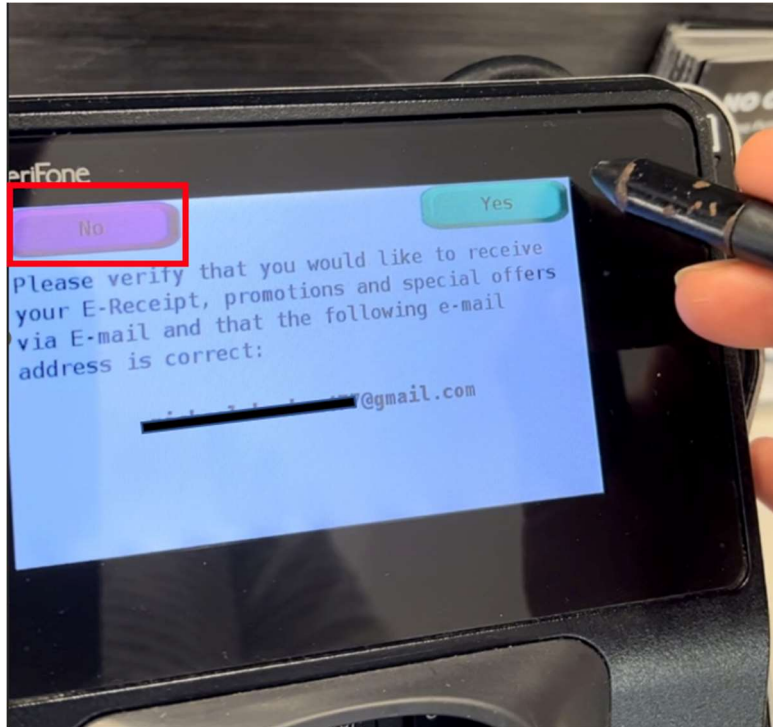 eriFone
No
Yes
Please verify that you would like to receive
your E-Receipt, promotions and special offers
via E-mail and that the following e-mail
address is correct:
@gmail.com
NO